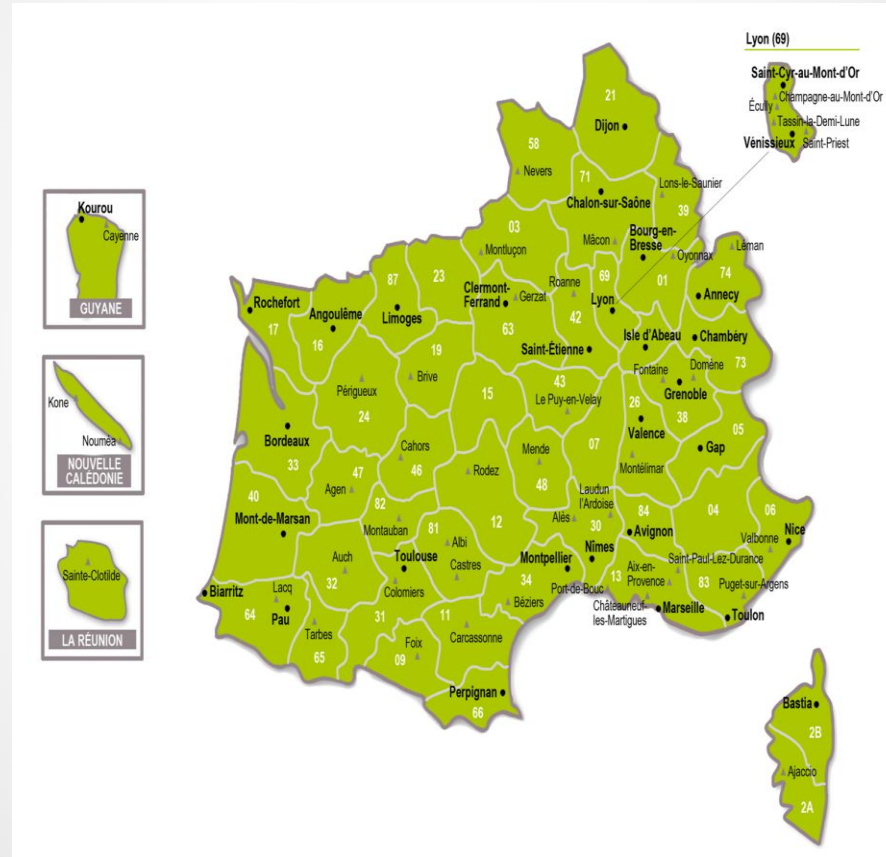 Lyon (69)
Saint-Cyr-au-Mont-d'Or
Champagne-au-Mont-d'Or
Écully
Tassin-la-Demi-Lune
Vénissieux
Saint-Priest
Kourou
Cayenne
GUYANE
Kone
Nouméa
NOUVELLE
CALÉDONIE
Sainte-Clotilde
LA RÉUNION
21
Dijon
58
Nevers
71
Chalon-sur-Saône
Lons-le-Saunier
39
03
Montluçon
Mâcon
Bourg-en-
Bresse
Oyonnax
Léman
74
Annecy
01
87
23
Clermont-
Ferrand
Gerzat
Roanne
69
Lyon
42
63
Rochefort
17
Angoulême
16
Limoges
Saint-Étienne
Isle d'Abeau
Chambéry
73
Fontaine
Domène
Grenoble
38
19
Brive
Périgueux
24
15
43
Le Puy-en-Velay
26
Valence
05
Gap
07
Montélimar
Bordeaux
33
Cahors
46
47
Agen
Rodez
Mende
48
Laudun
l'Ardoise
40
Mont-de-Marsan
82
Montauban
81
Albi
12
Alès
30
84
Avignon
04
06
Nice
Valbonne
Auch
32
Toulouse
Castres
Colomiers
Montpellier
Nîmes
34
Béziers
Port-de-Bouc
13
Aix-en-
Provence
Saint-Paul-Lez-Durance
83
Puget-sur-Argens
Châteauneuf-
les-Martigues
Marseille
Toulon
Biarritz
64
Lacq
Pau
Tarbes
65
31
09
Foix
11
Carcassonne
Perpignan
66
Bastia
2B
Ajaccio
2A